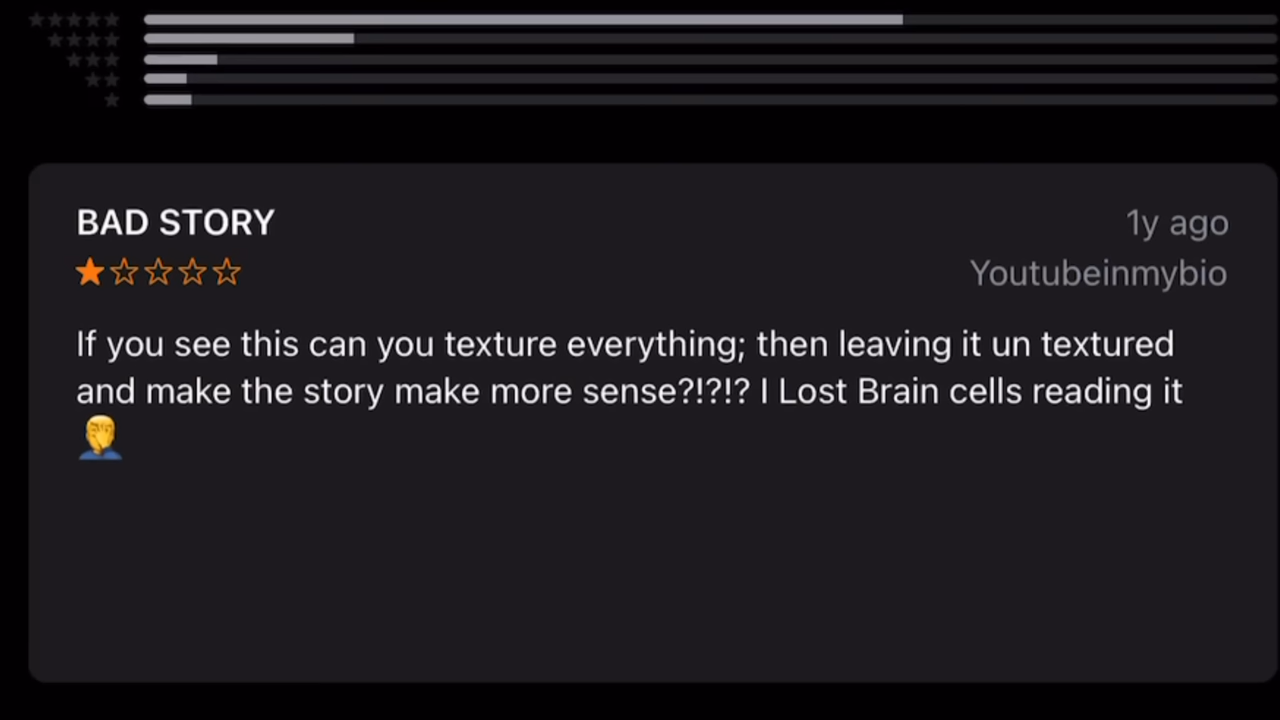 BAD STORY
1y ago
★☆☆☆☆
Youtubeinmybio
If you see this can you texture everything; then leaving it un textured
and make the story make more sense?!?!? I Lost Brain cells reading it
🤦‍♂️